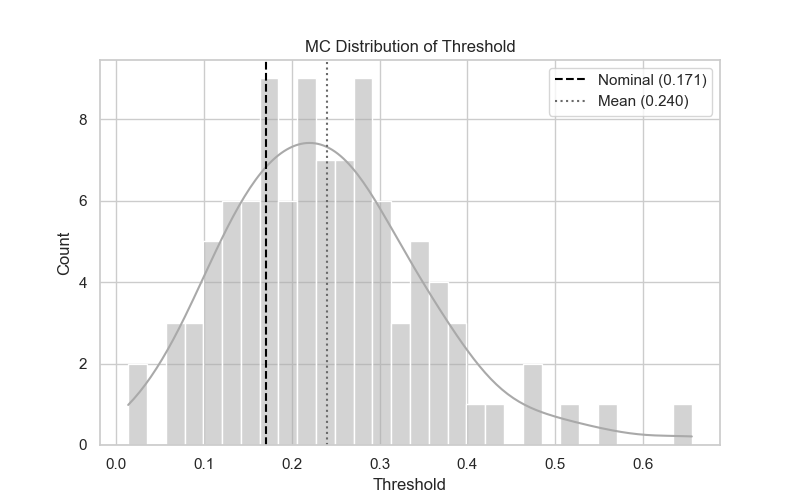 MC Distribution of Threshold
Nominal (0.171)
Mean (0.240)
Count
8
6
4
2
0
0.0 0.1 0.2 0.3 0.4 0.5 0.6
Threshold